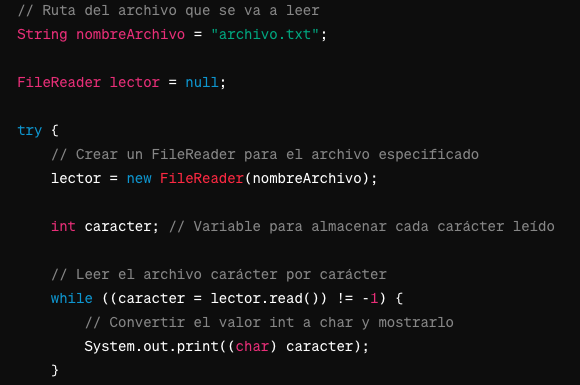 // Ruta del archivo que se va a leer
String nombreArchivo = "archivo.txt";
FileReader lector = null;
try {
// Crear un FileReader para el archivo especificado
lector = new FileReader(nombreArchivo);
int caracter; // Variable para almacenar cada carácter leído
// Leer el archivo carácter por carácter
while ((caracter = lector.read()) != -1) {
// Convertir el valor int a char y mostrarlo
System.out.print((char) caracter);
}